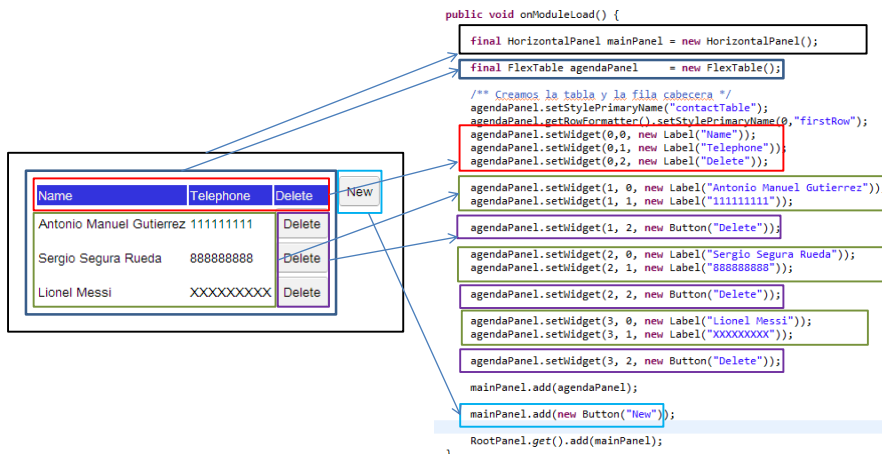 Name Telephone Delete New
Antonio Manuel Gutierrez 111111111 Delete
Sergio Segura Rueda 888888888 Delete
Lionel Messi XXXXXXXXX Delete
public void onModuleLoad() {
final HorizontalPanel mainPanel = new HorizontalPanel();
final FlexTable agendaPanel = new FlexTable();
/** Creamos la tabla y la fila cabecera */
agendaPanel.setStylePrimaryName("contactTable");
agendaPanel.getRowFormatter().setStylePrimaryName(0,"firstRow");
agendaPanel.setWidget(0,0, new Label("Name"));
agendaPanel.setWidget(0,1, new Label("Telephone"));
agendaPanel.setWidget(0,2, new Label("Delete"));
agendaPanel.setWidget(1, 0, new Label("Antonio Manuel Gutierrez"))
agendaPanel.setWidget(1, 1, new Label("111111111"));
agendaPanel.setWidget(1, 2, new Button("Delete"));
agendaPanel.setWidget(2, 0, new Label("Sergio Segura Rueda"));
agendaPanel.setWidget(2, 1, new Label("888888888"));
agendaPanel.setWidget(2, 2, new Button("Delete"));
agendaPanel.setWidget(3, 0, new Label("Lionel Messi"));
agendaPanel.setWidget(3, 1, new Label("XXXXXXXXX"));
agendaPanel.setWidget(3, 2, new Button("Delete"));
mainPanel.add(agendaPanel);
mainPanel.add(new Button("New"));
RootPanel.get().add(mainPanel);
}